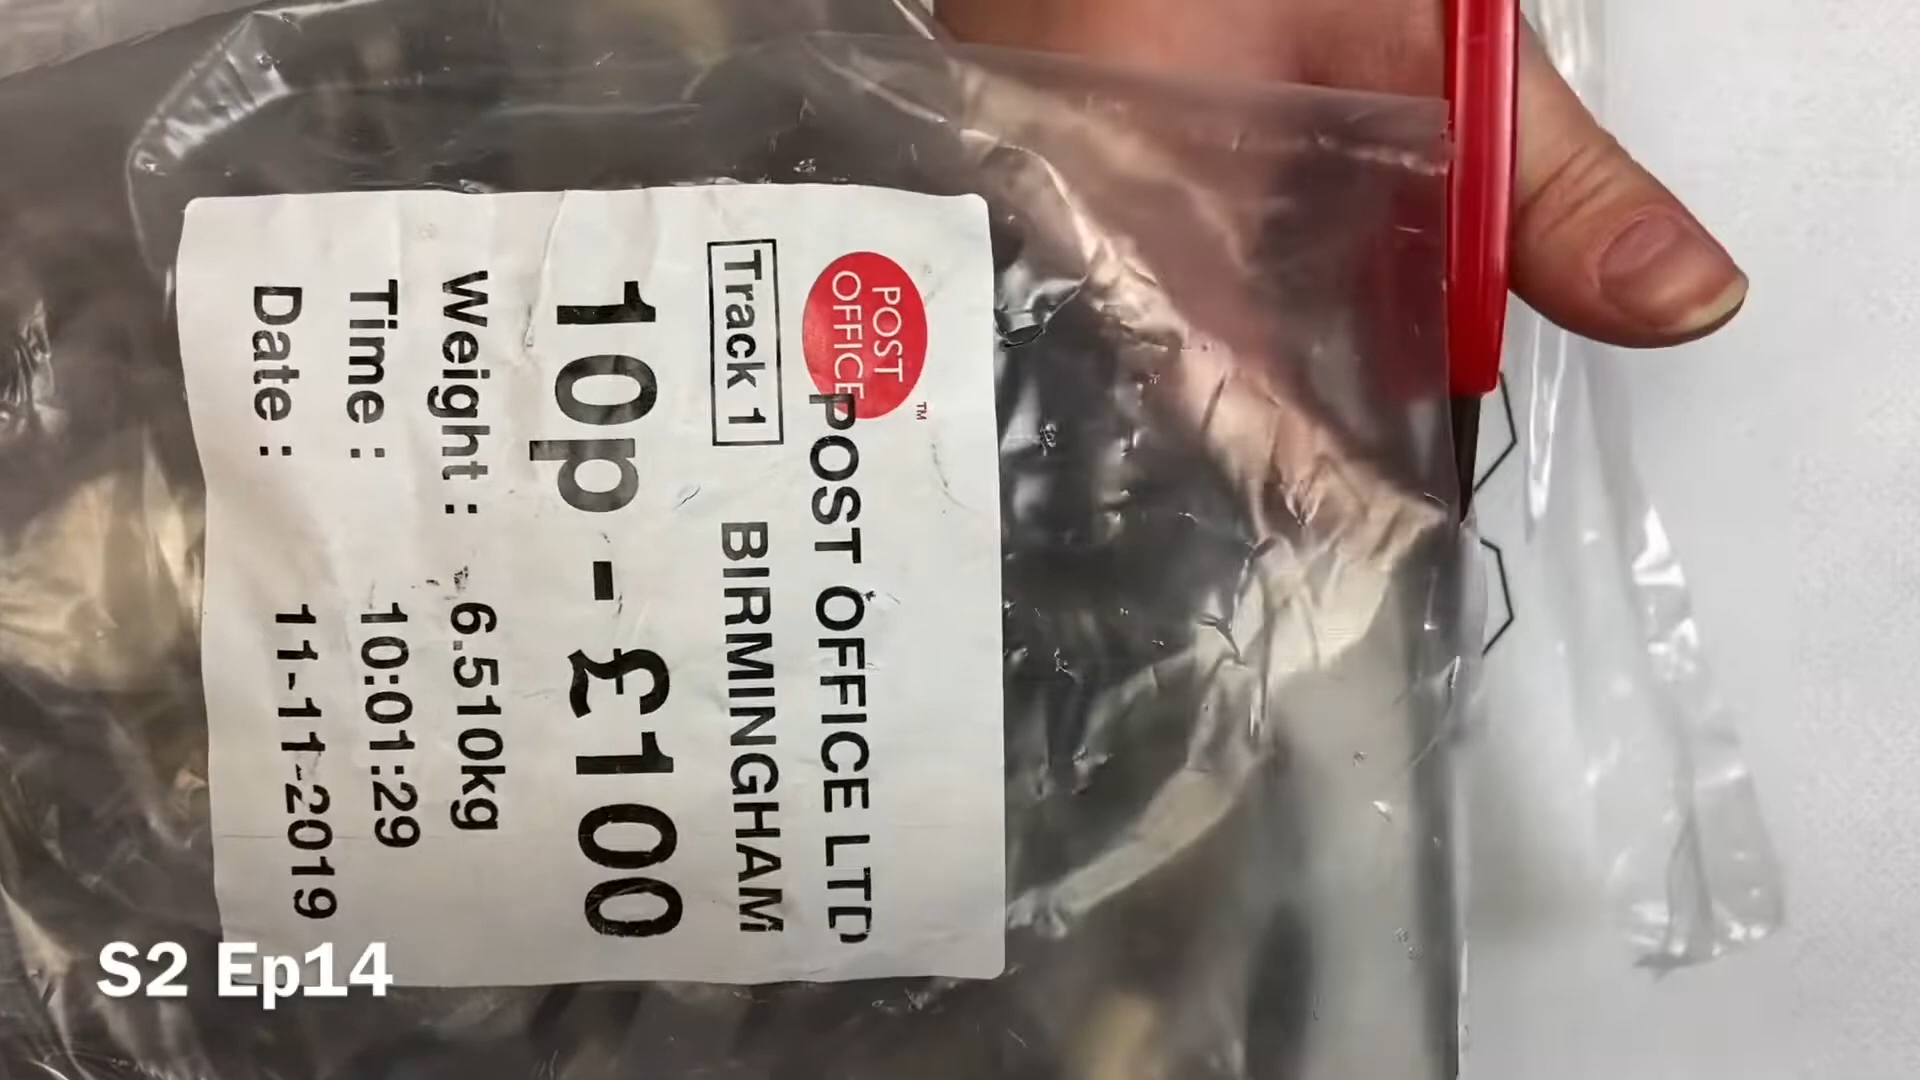 POST
OFFICE™
POST OFFICE LTD
Track 1 BIRMINGHAM
10p - £100
Weight : 6.510kg
Time : 10:01:29
Date : 11-11-2019
S2 Ep14